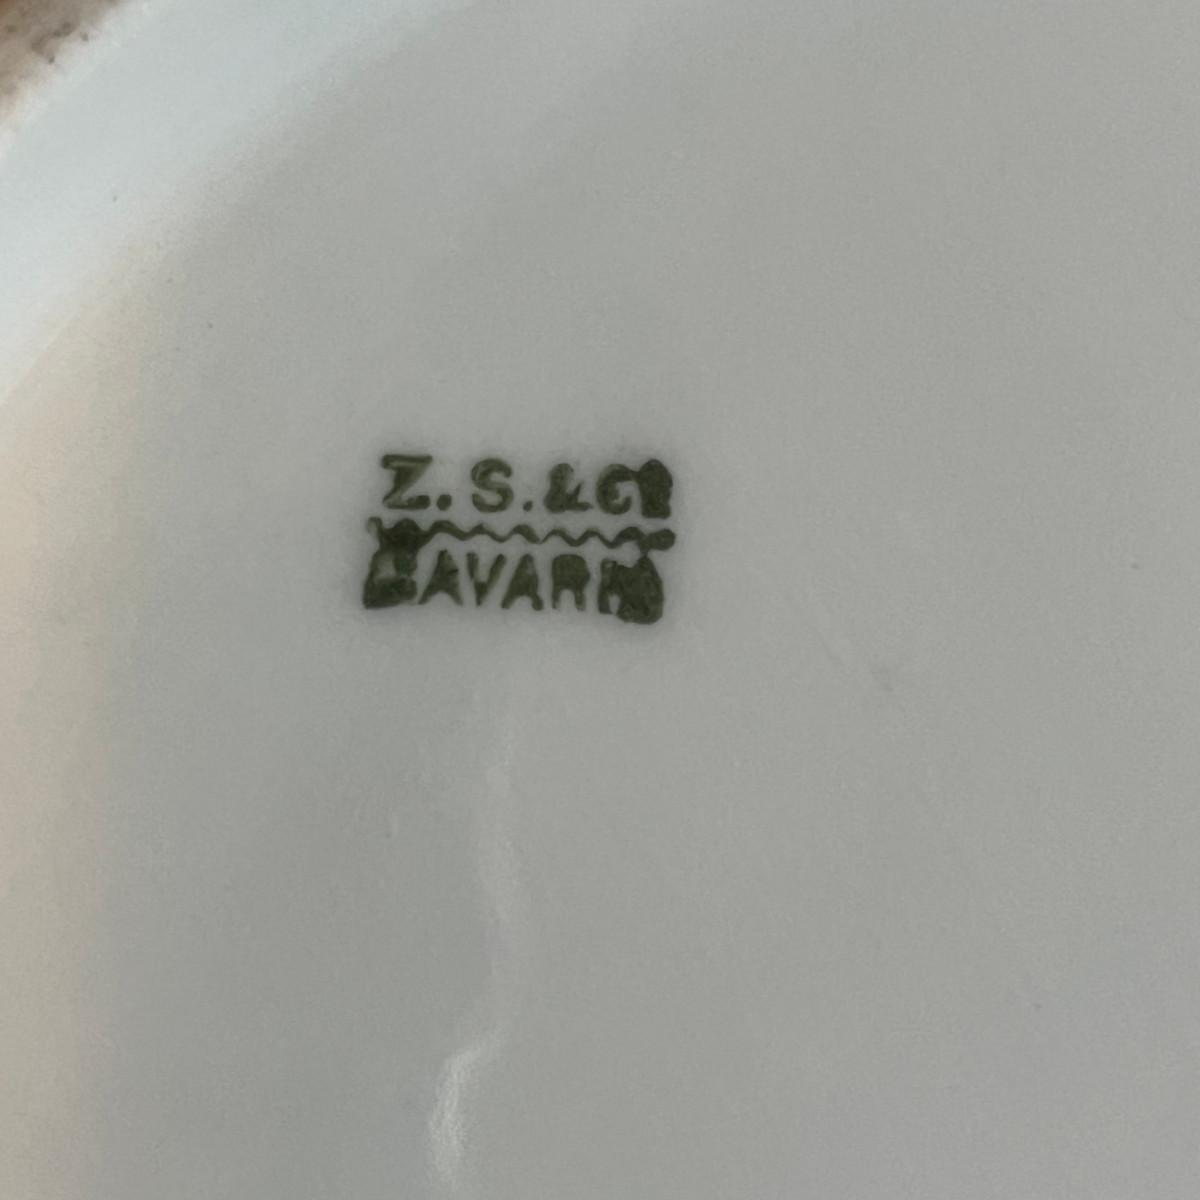 Z. S. & Co
BAVARIA